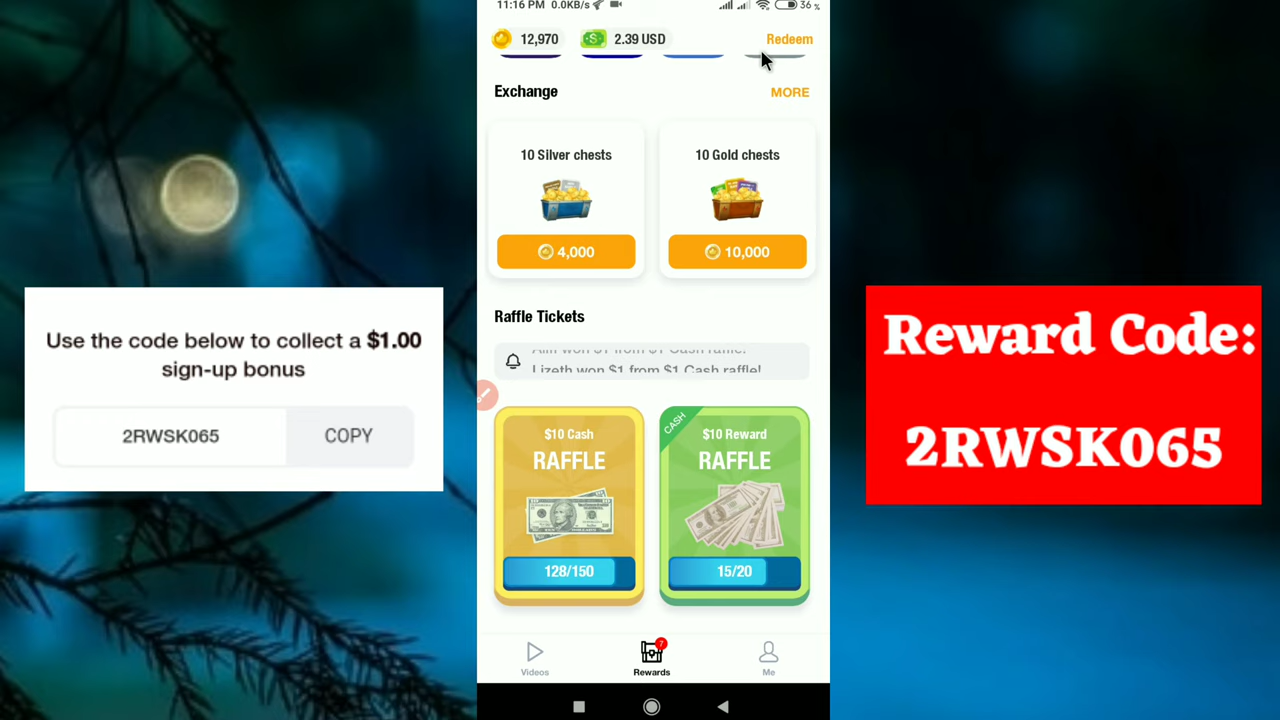 11:16 PM 0.0KB/s
36 %
12,970
2.39 USD
Redeem
Exchange
MORE
10 Silver chests
10 Gold chests
4,000
10,000
Raffle Tickets
Lizeth won $1 from $1 Cash raffle!
$10 Cash
RAFFLE
128/150
CASH
$10 Reward
RAFFLE
15/20
Videos
7
Rewards
Me
Use the code below to collect a $1.00
sign-up bonus
2RWSK065
COPY
Reward Code:
2RWSK065